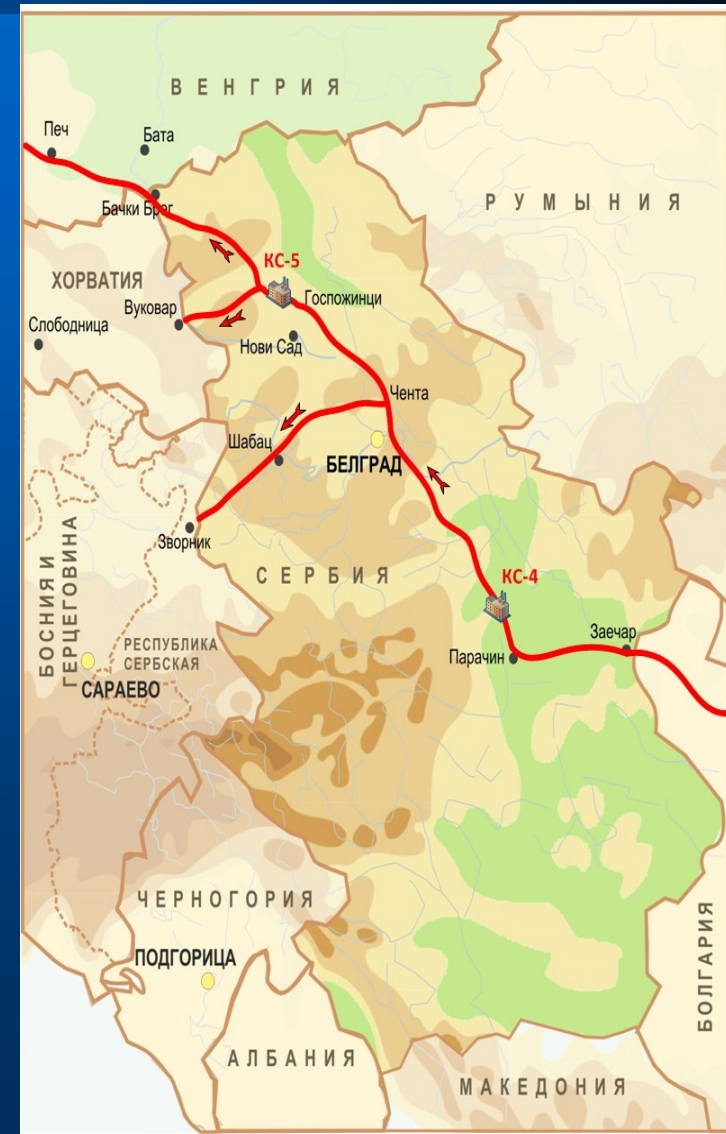 ВЕНГРИЯ
Печ
Бата
РУМЫНИЯ
Бачки Брег
КС-5
ХОРВАТИЯ
Госпожинци
Вуковар
Слободница
Нови Сад
Чента
Шабац
БЕЛГРАД
Зворник
СЕРБИЯ
КС-4
БОСНИЯ И
ГЕРЦЕГОВИНА
Заечар
РЕСПУБЛИКА
СЕРБСКАЯ
Парачин
САРАЕВО
ЧЕРНОГОРИЯ
БОЛГАРИЯ
ПОДГОРИЦА
АЛБАНИЯ
МАКЕДОНИЯ